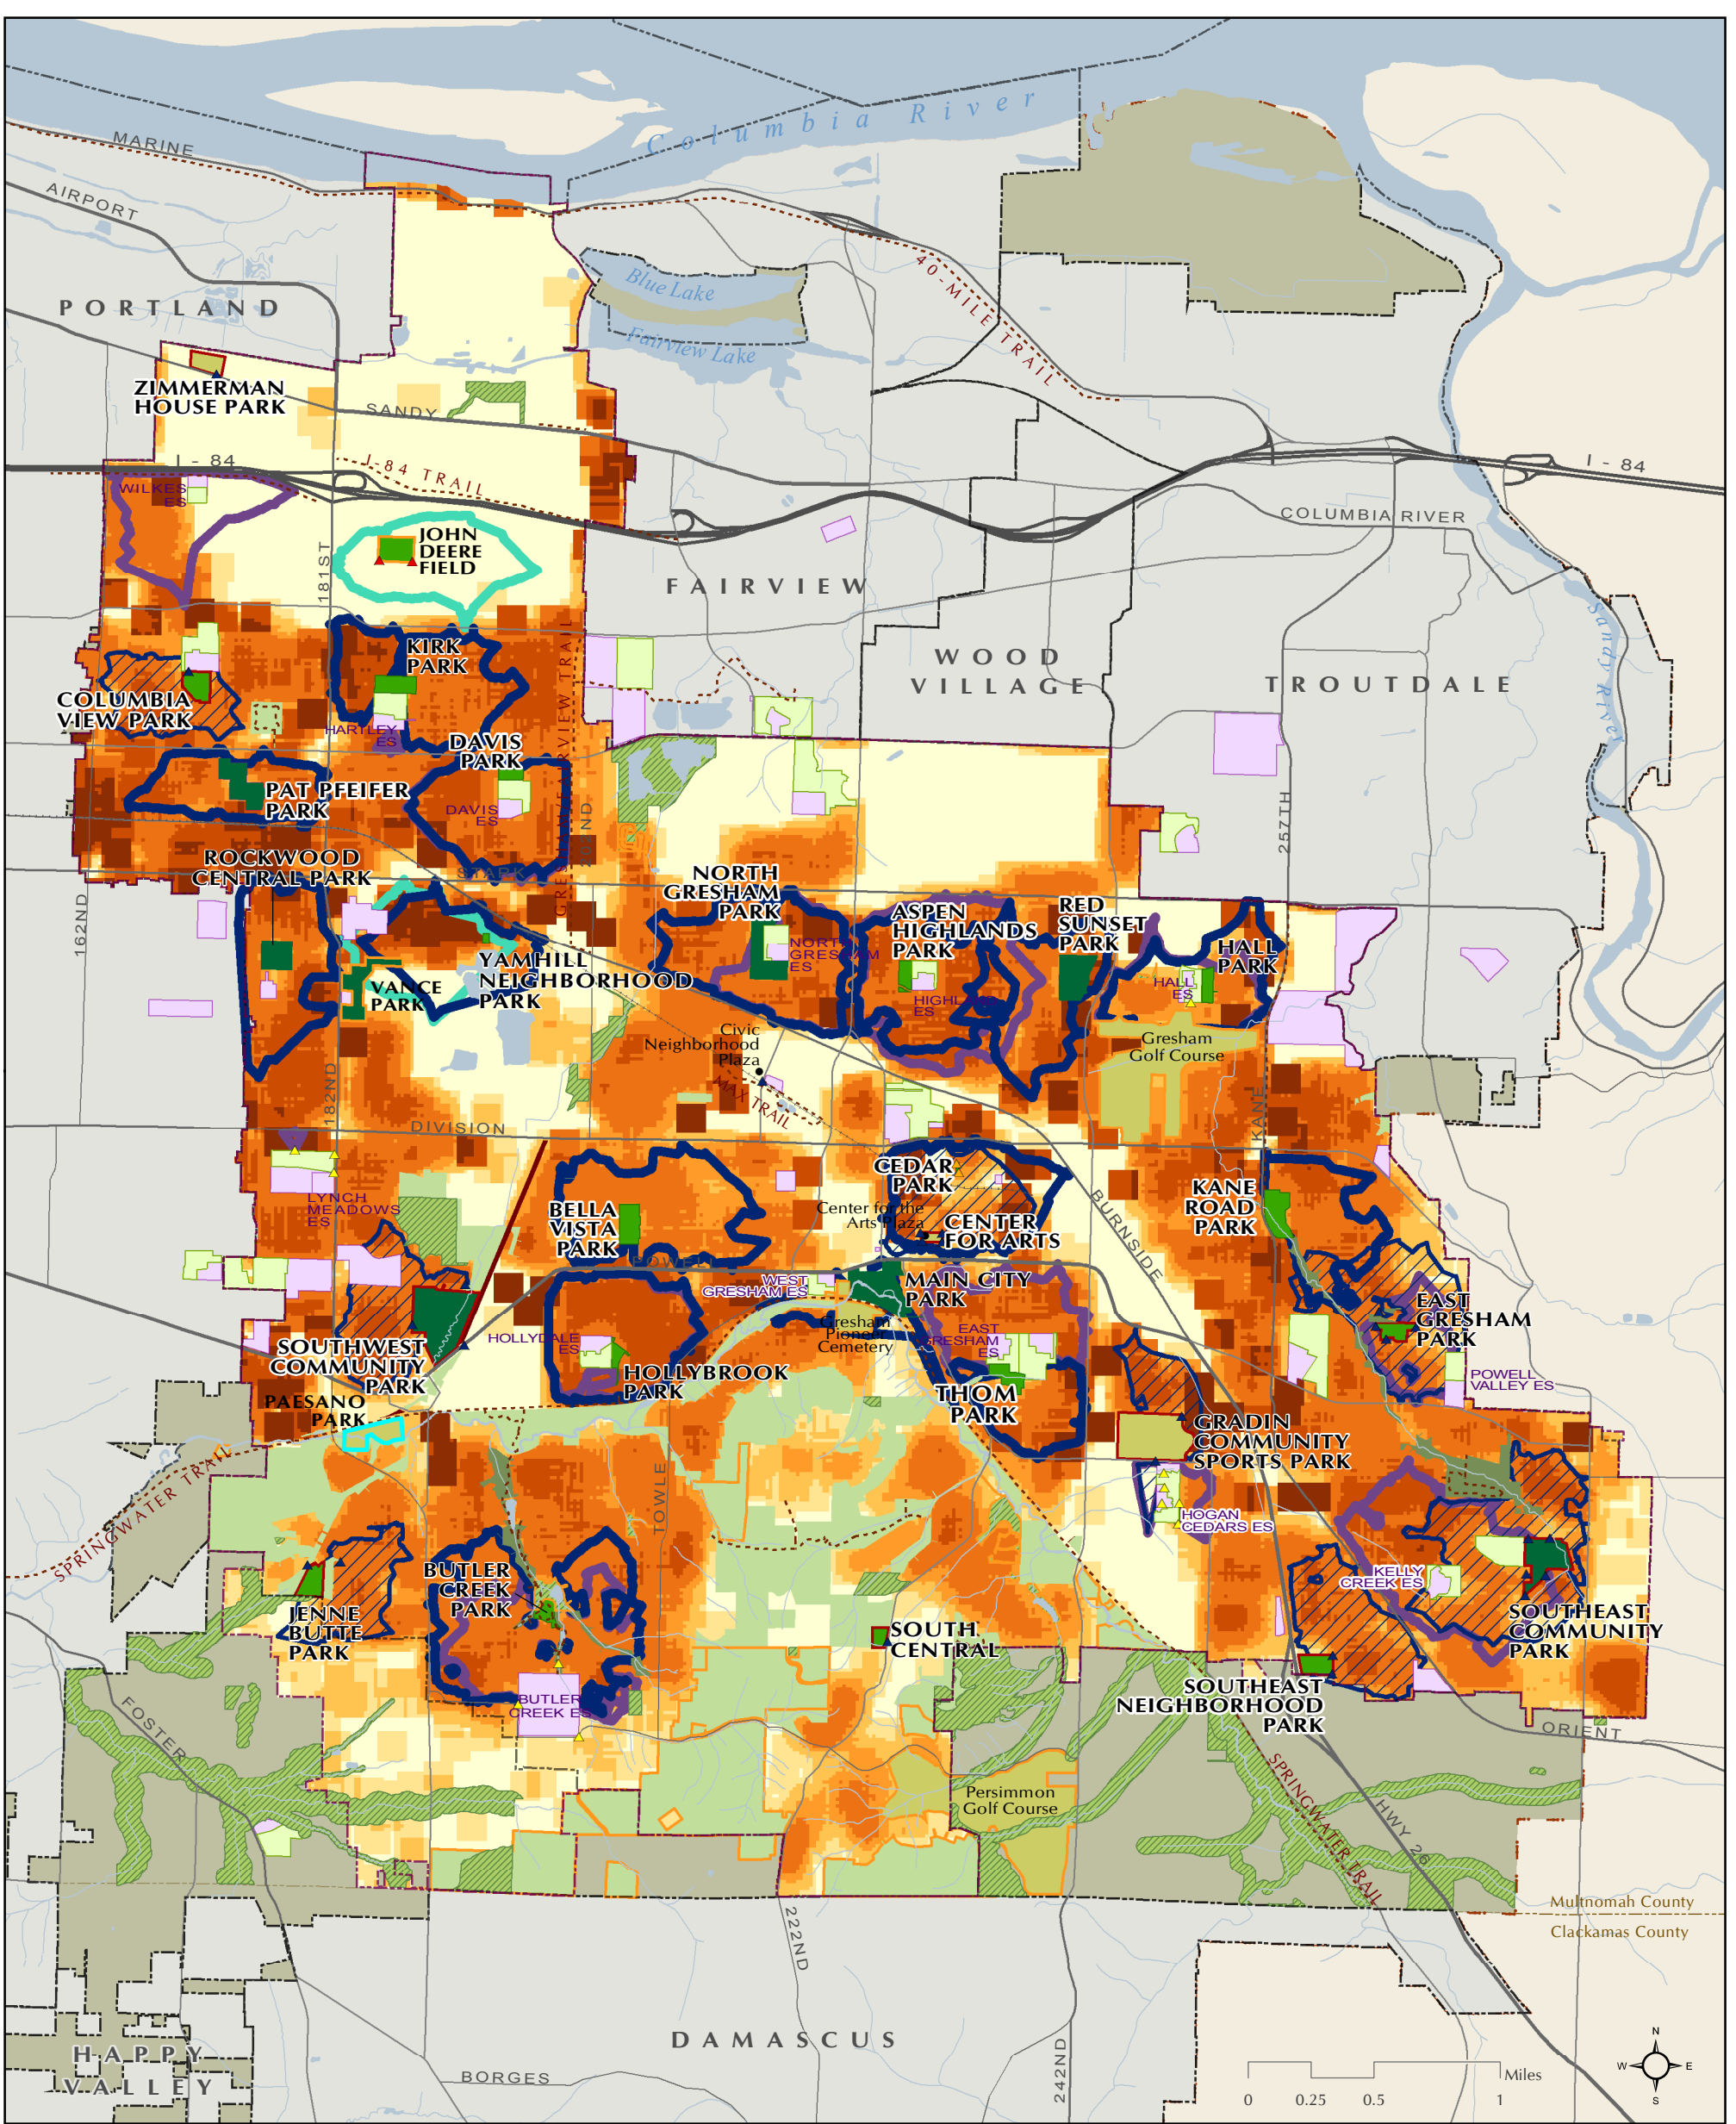 Columbia River
MARINE
AIRPORT
PORTLAND
Blue Lake
Fairview Lake
40-MILE TRAIL
ZIMMERMAN
HOUSE PARK
SANDY
I - 84
I-84 TRAIL
I - 84
WILKES
ES
COLUMBIA RIVER
JOHN
DEERE
FIELD
181ST
FAIRVIEW
Sandy River
KIRK
PARK
WOOD
VILLAGE
TROUTDALE
COLUMBIA
VIEW PARK
HARTLEY
ES
DAVIS
PARK
GRESHAM/FAIRVIEW TRAIL
PAT PFEIFER
PARK
DAVIS
ES
202ND
257TH
ROCKWOOD
CENTRAL PARK
STARK
162ND
NORTH
GRESHAM
PARK
NORTH
GRESHAM
ES
ASPEN
HIGHLANDS
PARK
RED
SUNSET
PARK
HALL
PARK
YAMHILL
NEIGHBORHOOD
PARK
VANCE
PARK
HIGHLAND
ES
HALL
ES
Civic
Neighborhood
Plaza
Gresham
Golf Course
MAX TRAIL
182ND
KANE
DIVISION
CEDAR
PARK
LYNCH
MEADOWS
ES
BELLA
VISTA
PARK
Center for the
Arts Plaza
CENTER
FOR ARTS
BURNSIDE
KANE
ROAD
PARK
POWELL
WEST
GRESHAM ES
MAIN CITY
PARK
Gresham
Pioneer
Cemetery
EAST
GRESHAM
ES
EAST
GRESHAM
PARK
SOUTHWEST
COMMUNITY
PARK
HOLLYDALE
ES
HOLLYBROOK
PARK
THOM
PARK
POWELL
VALLEY ES
PAESANO
PARK
GRADIN
COMMUNITY
SPORTS PARK
SPRINGWATER TRAIL
TOWLE
HOGAN
CEDARS ES
BUTLER
CREEK
PARK
KELLY
CREEK ES
JENNE
BUTTE
PARK
SOUTH
CENTRAL
SOUTHEAST
COMMUNITY
PARK
BUTLER
CREEK ES
SOUTHEAST
NEIGHBORHOOD
PARK
FOSTER
ORIENT
Persimmon
Golf Course
SPRINGWATER TRAIL
HWY 26
Multnomah County
Clackamas County
222ND
DAMASCUS
242ND
HAPPY
VALLEY
BORGES
N
W
E
S
Miles
0
0.25
0.5
1